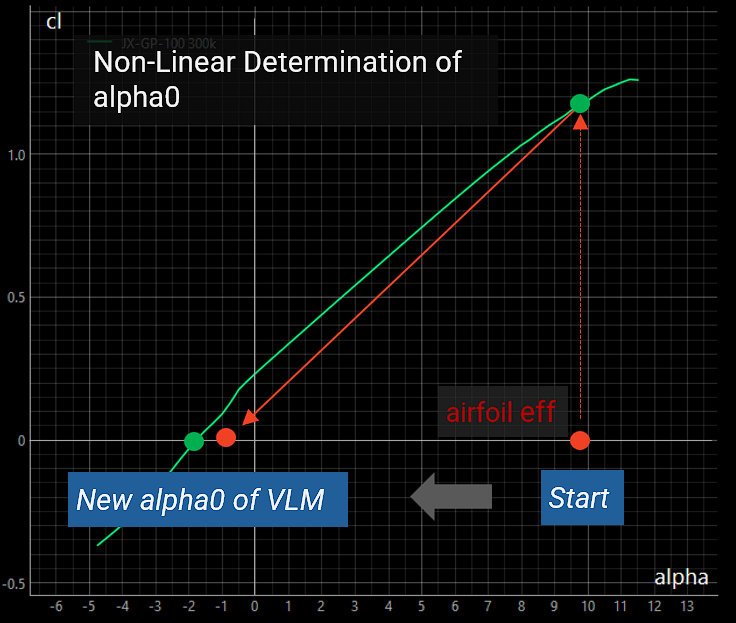 cl
JX-GP-100 300k
Non-Linear Determination of
alpha0
1.0
0.5
airfoil eff
0
New alpha0 of VLM
Start
alpha
-0.5
-6 -5 -4 -3 -2 -1 0 1 2 3 4 5 6 7 8 9 10 11 12 13